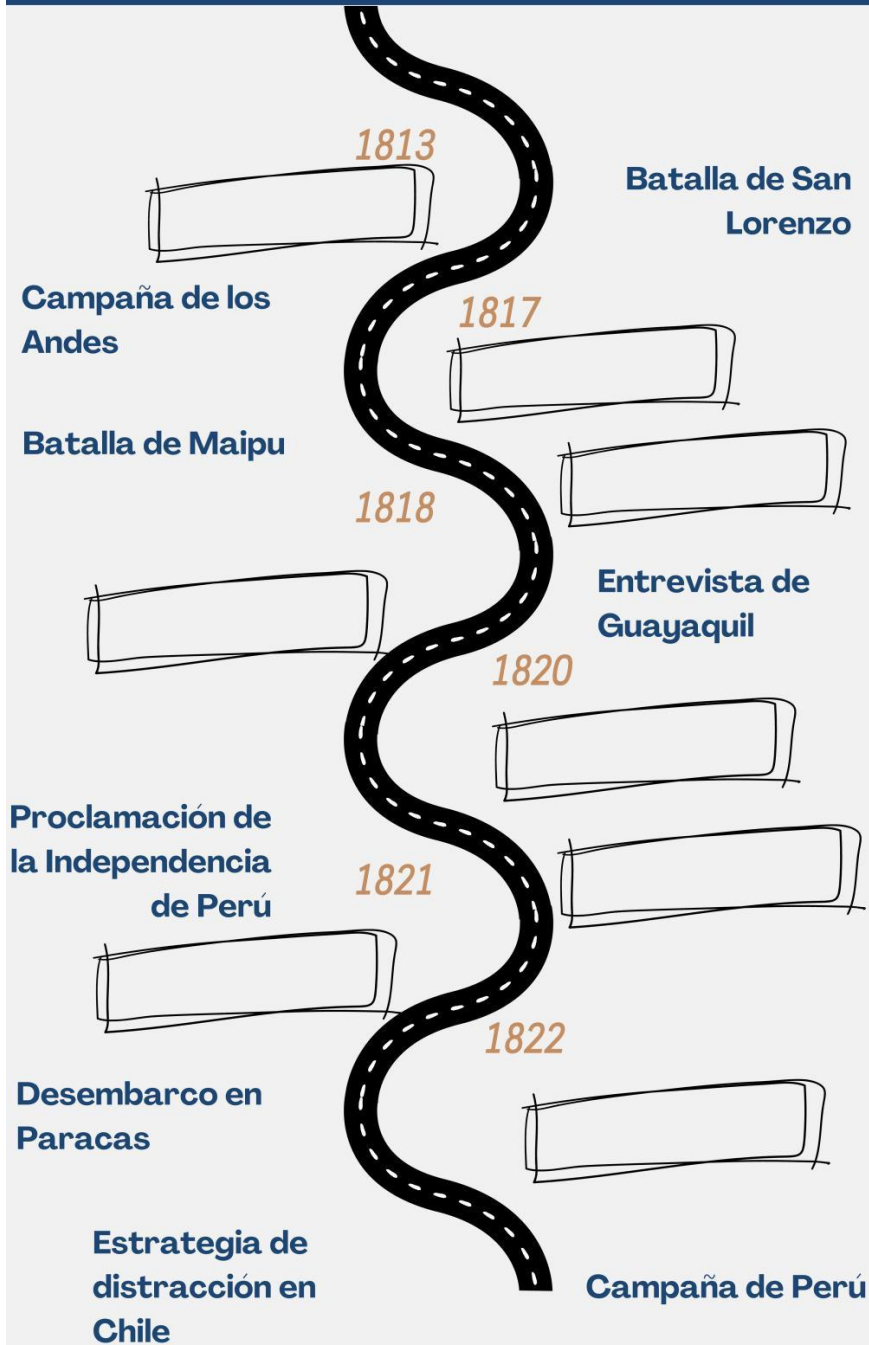 1813
Batalla de San
Lorenzo
Campaña de los
Andes
1817
Batalla de Maipu
1818
Entrevista de
Guayaquil
1820
Proclamación de
la Independencia
de Perú
1821
1822
Desembarco en
Paracas
Estrategia de
distracción en
Chile
Campaña de Perú